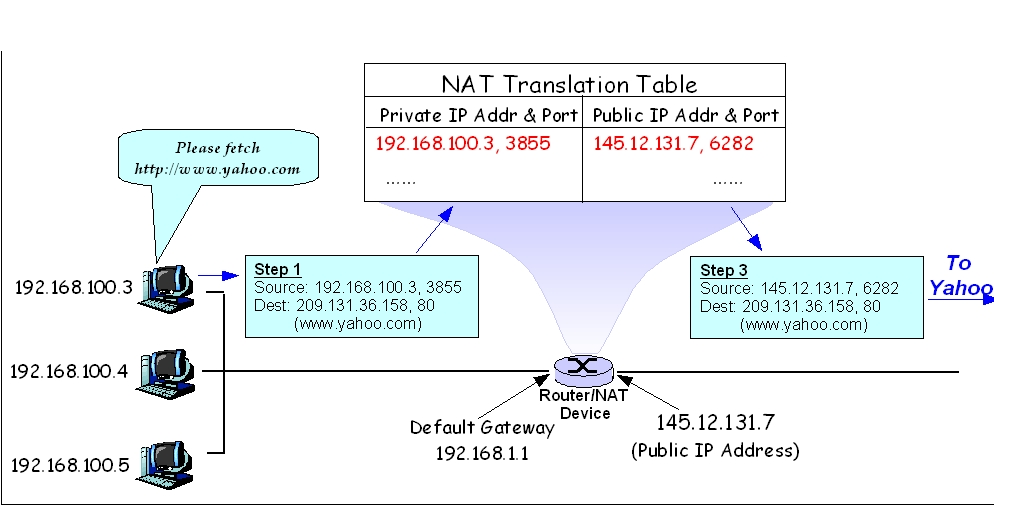 NAT Translation Table
Private IP Addr & Port
Public IP Addr & Port
192.168.100.3, 3855
145.12.131.7, 6282
......
......
Please fetch
http://www.yahoo.com
192.168.100.3
Step 1
Source: 192.168.100.3, 3855
Dest: 209.131.36.158, 80
(www.yahoo.com)
Step 3
Source: 145.12.131.7, 6282
Dest: 209.131.36.158, 80
(www.yahoo.com)
To
Yahoo
192.168.100.4
Router/NAT
Device
Default Gateway
192.168.1.1
145.12.131.7
(Public IP Address)
192.168.100.5